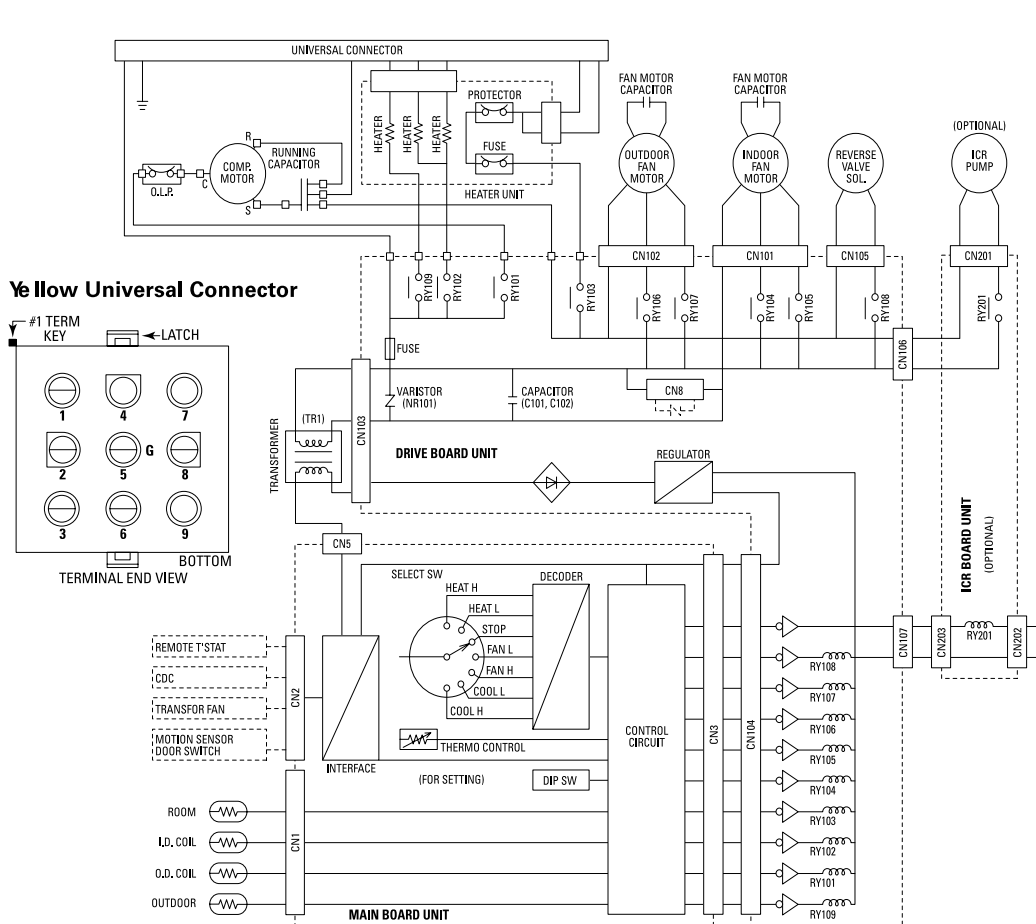 UNIVERSAL CONNECTOR
PROTECTOR
FUSE
HEATER
HEATER
HEATER
HEATER UNIT
R
COMP.
MOTOR
C
S
O.L.P.
RUNNING
CAPACITOR
FAN MOTOR
CAPACITOR
OUTDOOR
FAN
MOTOR
FAN MOTOR
CAPACITOR
INDOOR
FAN
MOTOR
REVERSE
VALVE
SOL.
(OPTIONAL)
ICR
PUMP
CN102
CN101
CN105
CN201
RY109
RY102
RY101
RY103
RY106
RY107
RY104
RY105
RY108
RY201
CN106
Yellow Universal Connector
#1 TERM
KEY
LATCH
1
4
7
2
5
G
8
3
6
9
BOTTOM
TERMINAL END VIEW
FUSE
VARISTOR
(NR101)
CAPACITOR
(C101, C102)
CN8
TRANSFORMER
(TR1)
CN103
DRIVE BOARD UNIT
REGULATOR
ICR BOARD UNIT
(OPTIONAL)
CN5
SELECT SW
HEAT H
HEAT L
STOP
FAN L
FAN H
COOL L
COOL H
DECODER
REMOTE T'STAT
CDC
TRANSFOR FAN
MOTION SENSOR
DOOR SWITCH
CN2
INTERFACE
THERMO CONTROL
(FOR SETTING)
DIP SW
CONTROL
CIRCUIT
CN3
CN104
CN107
CN203
RY201
CN202
RY108
RY107
RY106
RY105
RY104
RY103
RY102
RY101
RY109
ROOM
I.D. COIL
O.D. COIL
OUTDOOR
CN1
MAIN BOARD UNIT